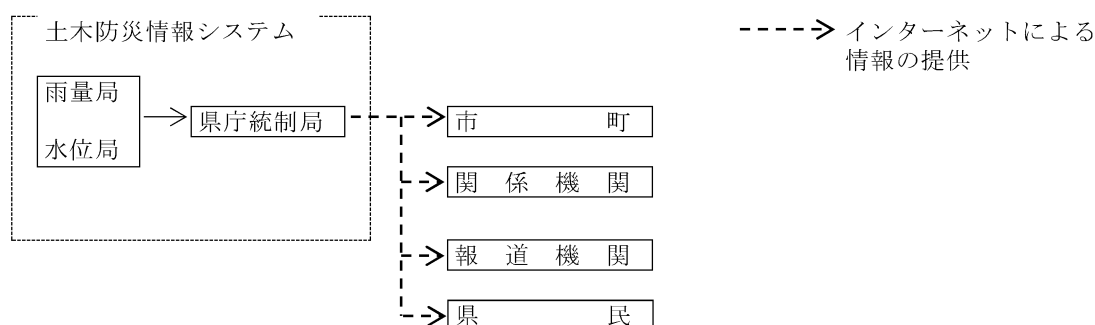 土木防災情報システム
インターネットによる
情報の提供
雨量局
水位局
県庁統制局
市町
関係機関
報道機関
県民